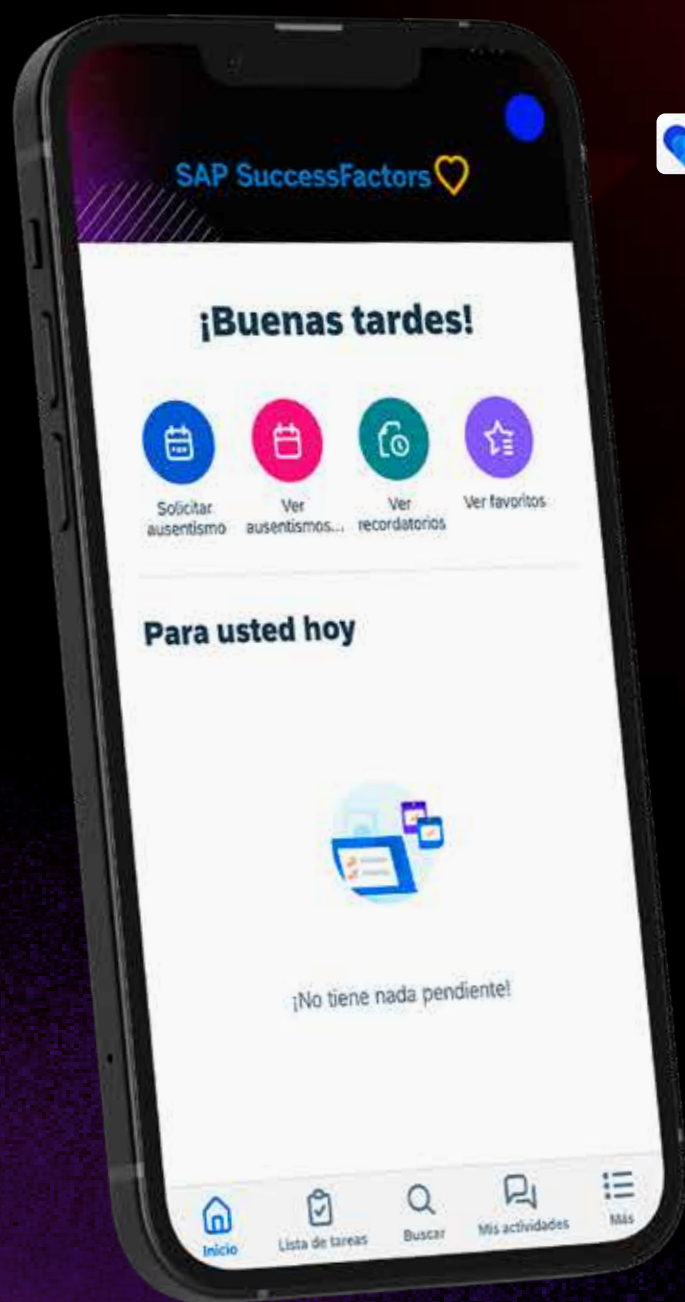 SAP SuccessFactors
¡Buenas tardes!
Solicitar
ausentismo
Ver
ausentismos...
Ver
recordatorios
Ver favoritos
Para usted hoy
¡No tiene nada pendiente!
Inicio
Lista de tareas
Buscar
Mis actividades
Más